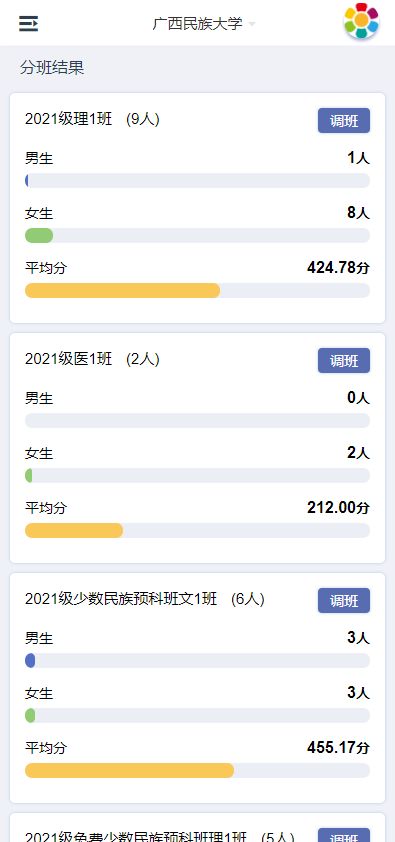 广西民族大学
分班结果
2021级理1班 (9人) 调班
男生 1人
女生 8人
平均分 424.78分
2021级医1班 (2人) 调班
男生 0人
女生 2人
平均分 212.00分
2021级少数民族预科班文1班 (6人) 调班
男生 3人
女生 3人
平均分 455.17分
2021级免费少数民族预科班理1班 (5人) 调班